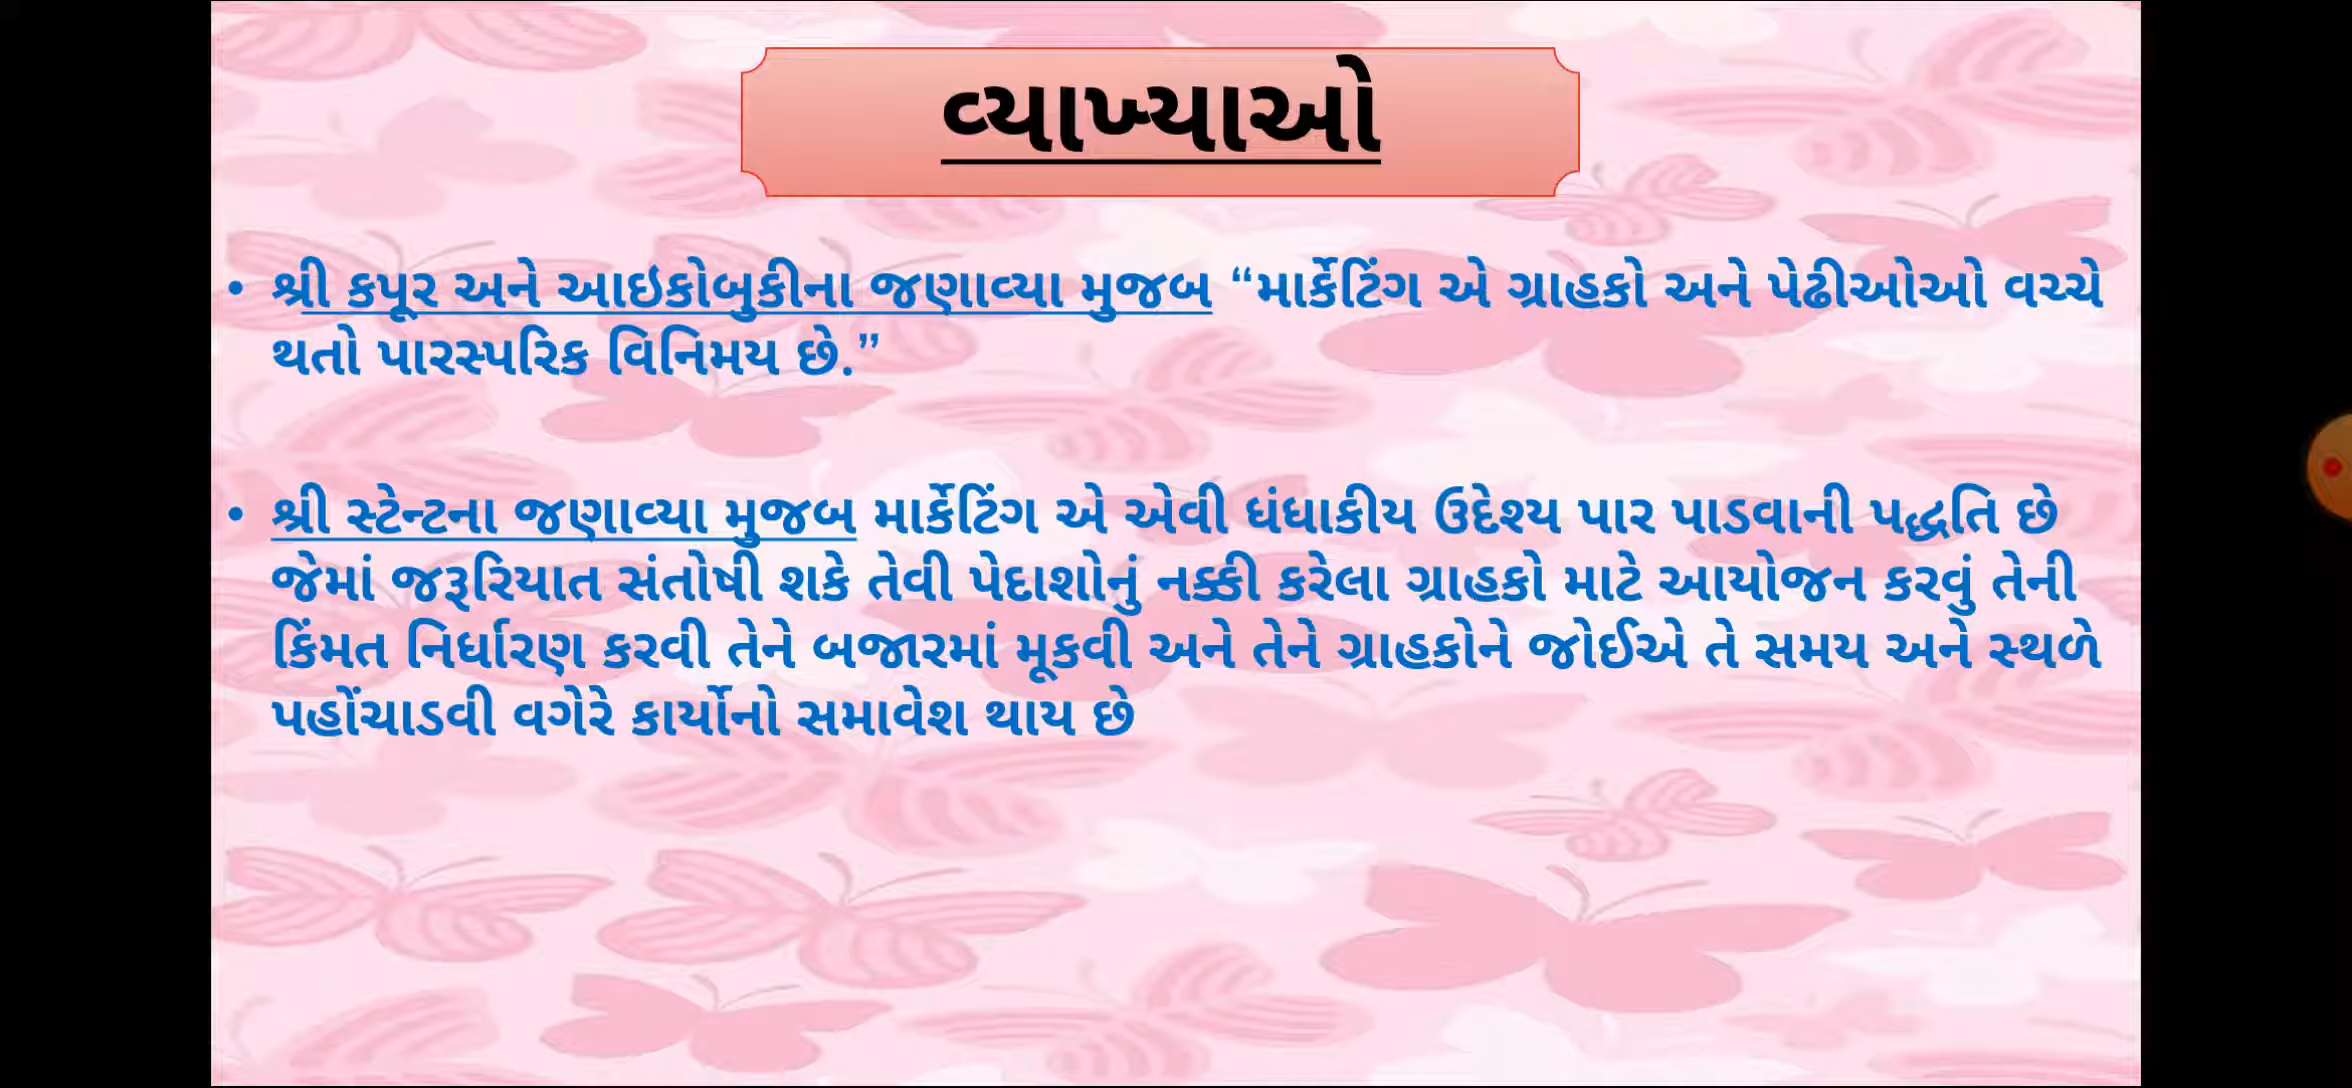 વ્યાખ્યાઓ
• શ્રી કપૂર અને આઇકોબુકીના જણાવ્યા મુજબ “માર્કેટિંગ એ ગ્રાહકો અને પેઢીઓઓ વચ્ચે
થતો પારસ્પરિક વિનિમય છે.”
• શ્રી સ્ટેન્ટના જણાવ્યા મુજબ માર્કેટિંગ એ એવી ધંધાકીય ઉદેશ્ય પાર પાડવાની પદ્ધતિ છે
જેમાં જરૂરિયાત સંતોષી શકે તેવી પેદાશોનું નક્કી કરેલા ગ્રાહકો માટે આયોજન કરવું તેની
કિંમત નિર્ધારણ કરવી તેને બજારમાં મૂકવી અને તેને ગ્રાહકોને જોઈએ તે સમય અને સ્થળે
પહોંચાડવી વગેરે કાર્યોનો સમાવેશ થાય છે